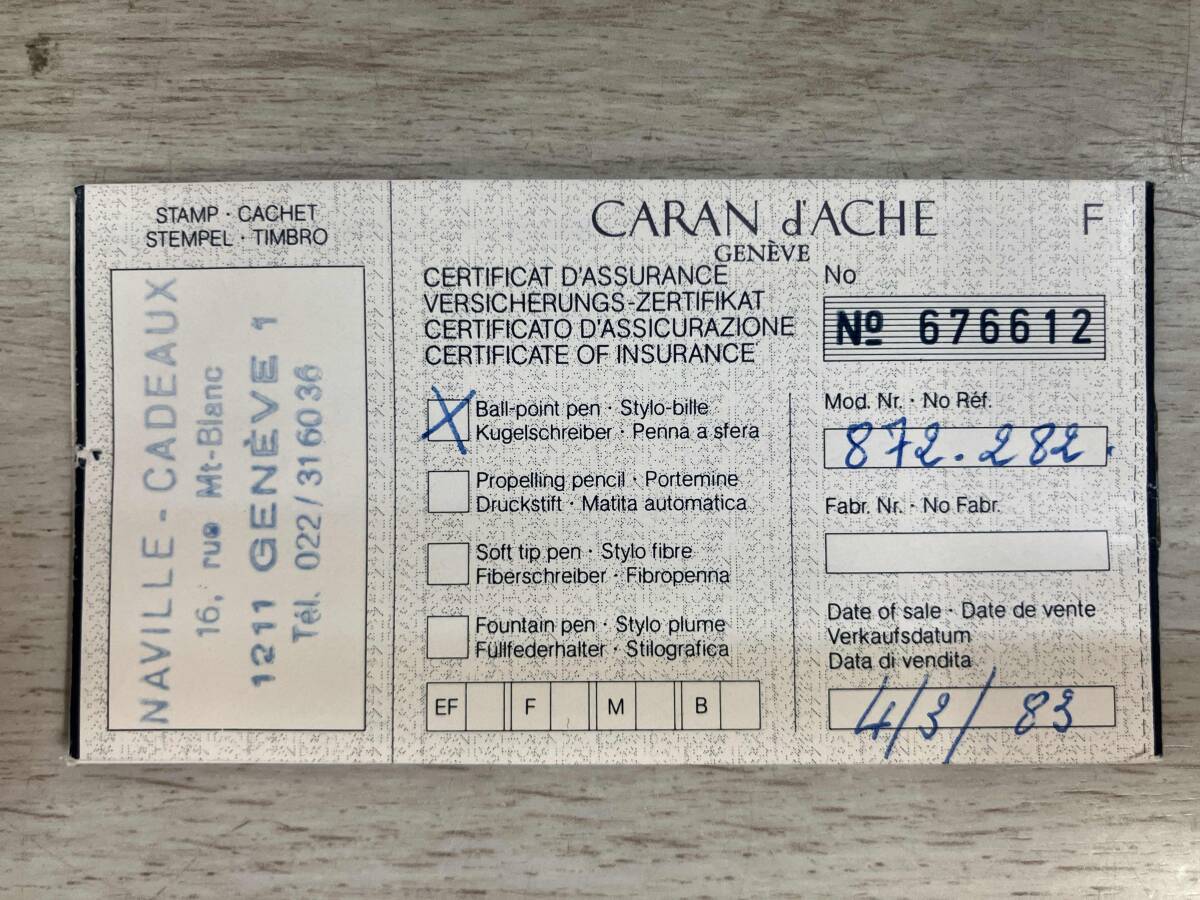 STAMP · CACHET
STEMPEL · TIMBRO
NAVILLE - CADEAUX
16, rue Mt-Blanc
1211 GENÈVE 1
Tél. 022/31 60 36
CARAN d'ACHE
GENÈVE
F
CERTIFICAT D'ASSURANCE
VERSICHERUNGS-ZERTIFIKAT
CERTIFICATO D'ASSICURAZIONE
CERTIFICATE OF INSURANCE
No
Nº 676612
X
Ball-point pen · Stylo-bille
Kugelschreiber · Penna a sfera
Propelling pencil · Portemine
Druckstift · Matita automatica
Soft tip pen · Stylo fibre
Fiberschreiber · Fibropenna
Fountain pen · Stylo plume
Füllfederhalter · Stilografica
EF F M B
Mod. Nr. · No Réf.
872.282.
Fabr. Nr. · No Fabr.
Date of sale · Date de vente
Verkaufsdatum
Data di vendita
4/3/83